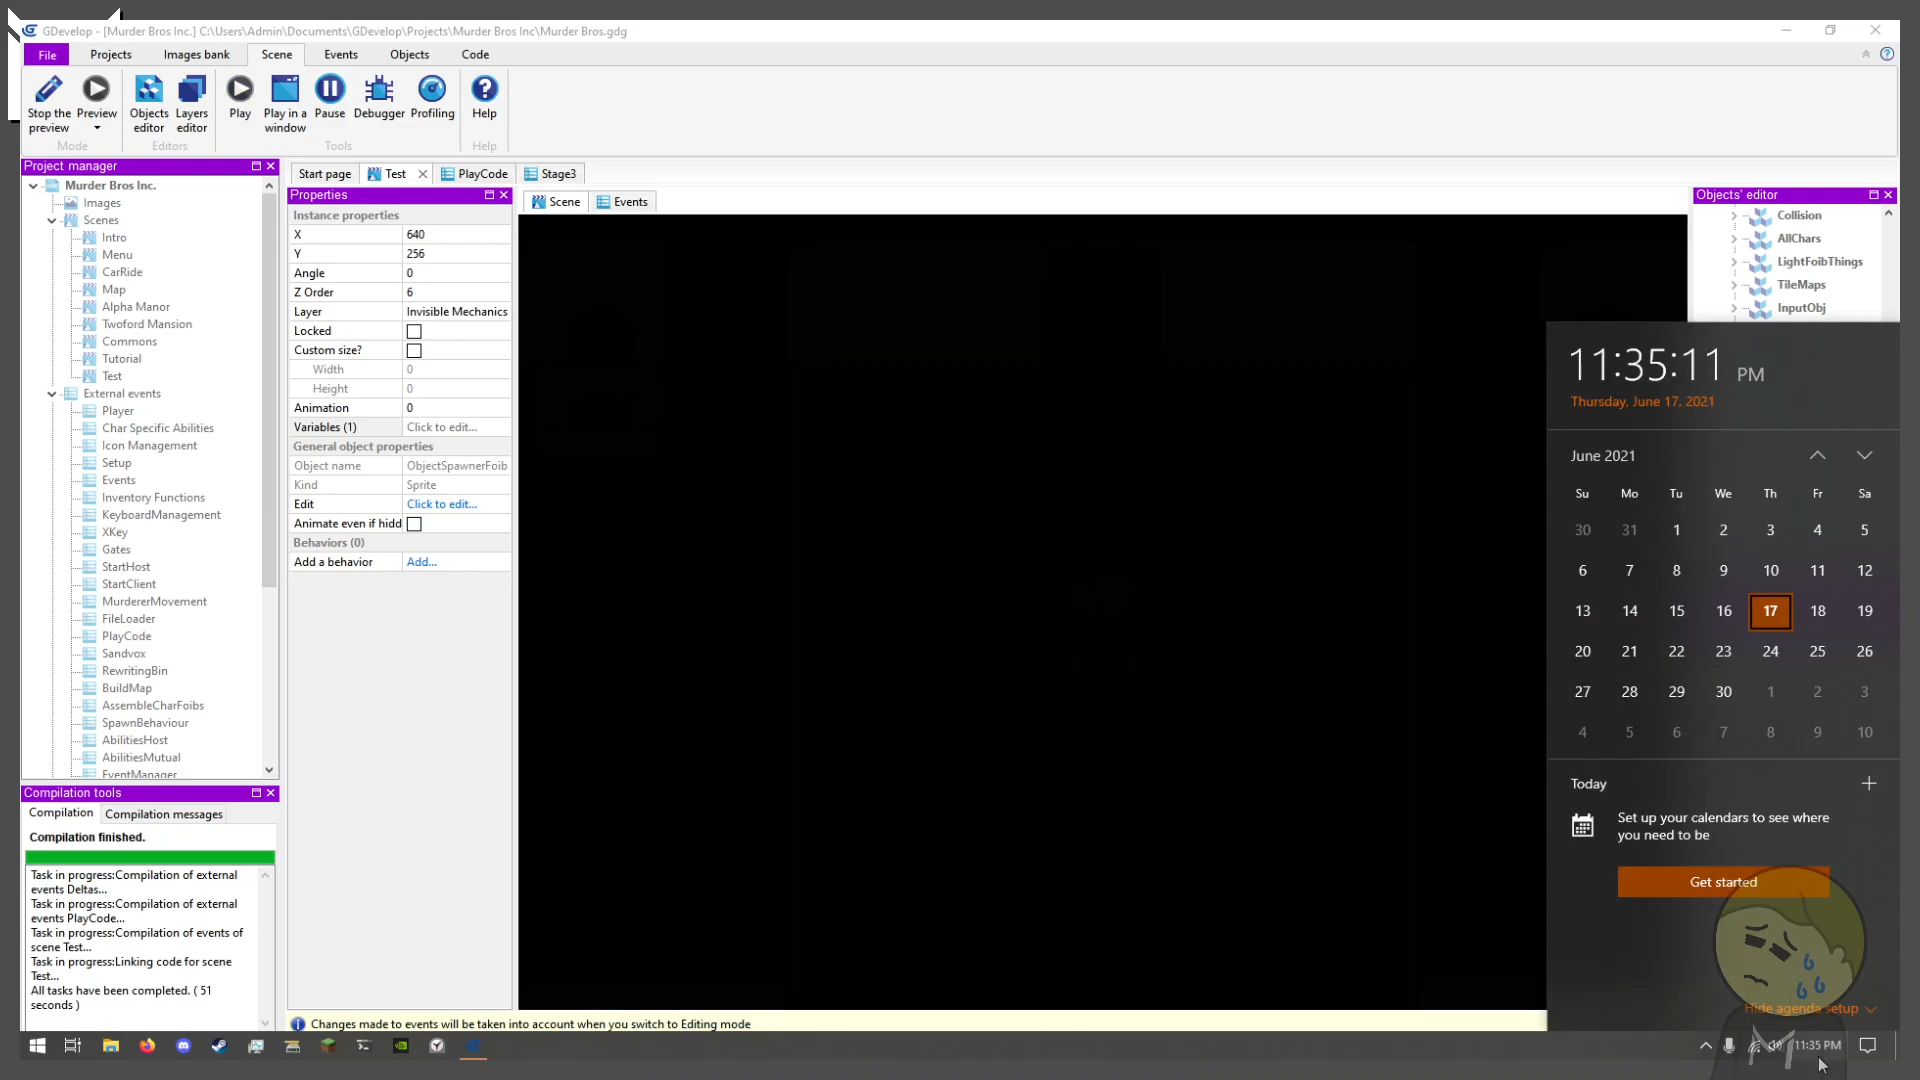 GDevelop - [Murder Bros Inc.] C:\Users\Admin\Documents\GDevelop\Projects\Murder Bros Inc\Murder Bros.gdg
File Projects Images bank Scene Events Objects Code
Stop the preview
Preview
Objects editor
Layers editor
Play
Play in a window
Pause
Debugger
Profiling
Help
Mode Editors Tools Help
Project manager
Murder Bros Inc.
Images
Scenes
Intro
Menu
CarRide
Map
Alpha Manor
Twoford Mansion
Commons
Tutorial
Test
External events
Player
Char Specific Abilities
Icon Management
Setup
Events
Inventory Functions
KeyboardManagement
XKey
Gates
StartHost
StartClient
MurdererMovement
FileLoader
PlayCode
Sandvox
RewritingBin
BuildMap
AssembleCharFoibs
SpawnBehaviour
AbilitiesHost
AbilitiesMutual
EventManager
Compilation tools
Compilation Compilation messages
Compilation finished.
Task in progress:Compilation of external
events Deltas...
Task in progress:Compilation of external
events PlayCode...
Task in progress:Compilation of events of
scene Test...
Task in progress:Linking code for scene
Test...
All tasks have been completed. ( 51
seconds )
Start page Test PlayCode Stage3
Properties
Instance properties
X 640
Y 256
Angle 0
Z Order 6
Layer Invisible Mechanics
Locked
Custom size?
Width 0
Height 0
Animation 0
Variables (1) Click to edit...
General object properties
Object name ObjectSpawnerFoib
Kind Sprite
Edit Click to edit...
Animate even if hidd
Behaviors (0)
Add a behavior Add...
Scene Events
Changes made to events will be taken into account when you switch to Editing mode
Objects' editor
Collision
AllChars
LightFoibThings
TileMaps
InputObj
11:35:11 PM
Thursday, June 17, 2021
June 2021
Su Mo Tu We Th Fr Sa
30 31 1 2 3 4 5
6 7 8 9 10 11 12
13 14 15 16 17 18 19
20 21 22 23 24 25 26
27 28 29 30 1 2 3
4 5 6 7 8 9 10
Today
Set up your calendars to see where
you need to be
Get started
Hide agenda setup
11:35 PM